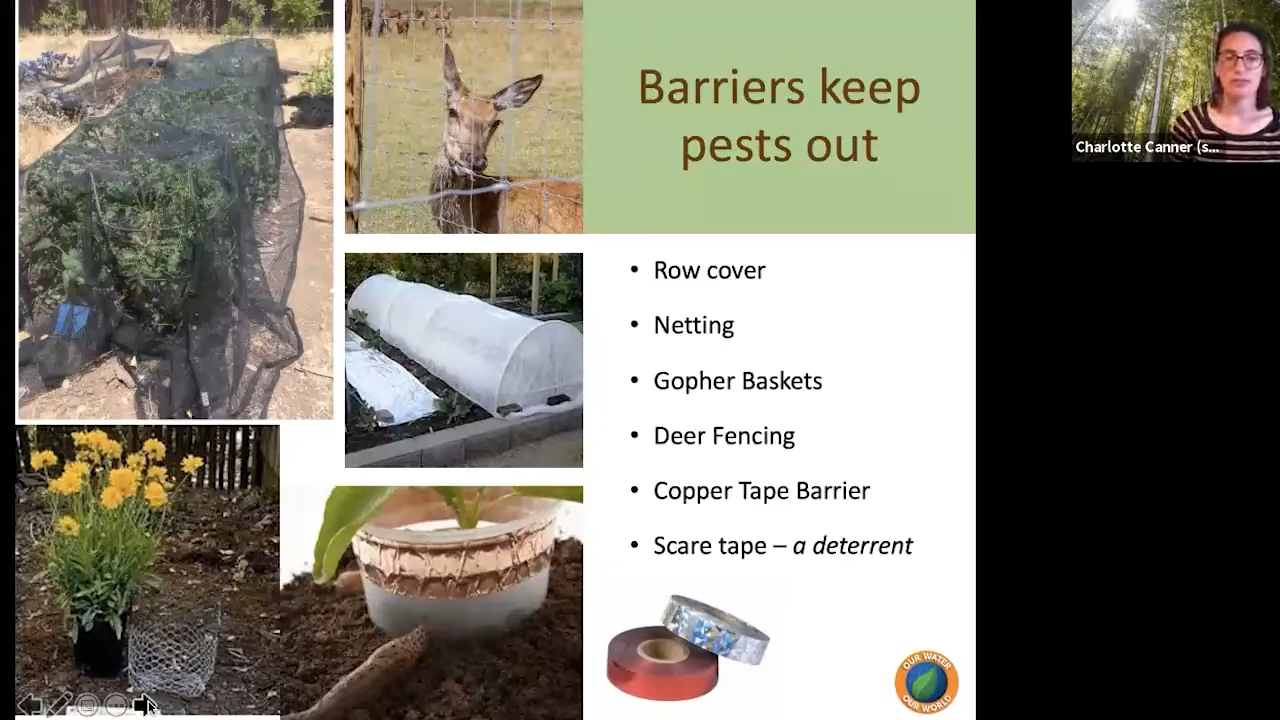 Barriers keep
pests out
Charlotte Canner (s...
• Row cover
• Netting
• Gopher Baskets
• Deer Fencing
• Copper Tape Barrier
• Scare tape – a deterrent
OUR WATER
OUR WORLD